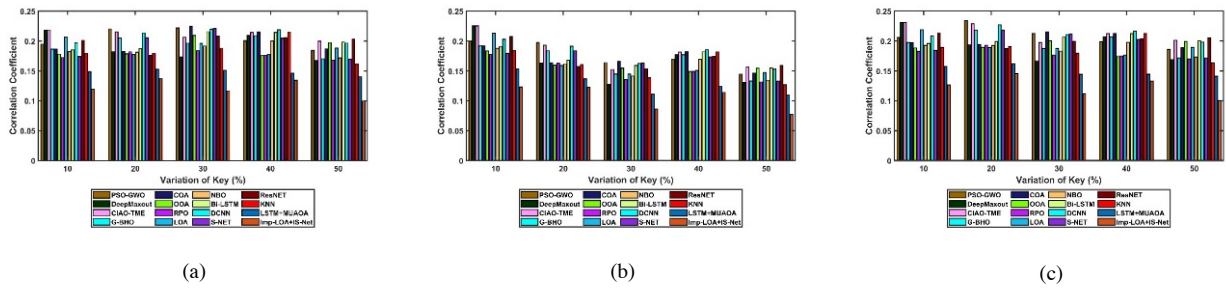 0.25
0.2
0.15
0.1
0.05
0
Correlation Coefficient
10 20 30 40 50
Variation of Key (%)
PSO-GWO COA NBO ResNET
DeepMaxout OOA Bi-LSTM KNN
CIAO-TME RPO DCNN LSTM+MUAOA
G-BHO LOA S-NET Imp-LOA+IS-Net
(a)
0.25
0.2
0.15
0.1
0.05
0
Correlation Coefficient
10 20 30 40 50
Variation of Key (%)
PSO-GWO COA NBO ResNET
DeepMaxout OOA Bi-LSTM KNN
CIAO-TME RPO DCNN LSTM+MUAOA
G-BHO LOA S-NET Imp-LOA+IS-Net
(b)
0.25
0.2
0.15
0.1
0.05
0
Correlation Coefficient
10 20 30 40 50
Variation of Key (%)
PSO-GWO COA NBO ResNET
DeepMaxout OOA Bi-LSTM KNN
CIAO-TME RPO DCNN LSTM+MUAOA
G-BHO LOA S-NET Imp-LOA+IS-Net
(c)